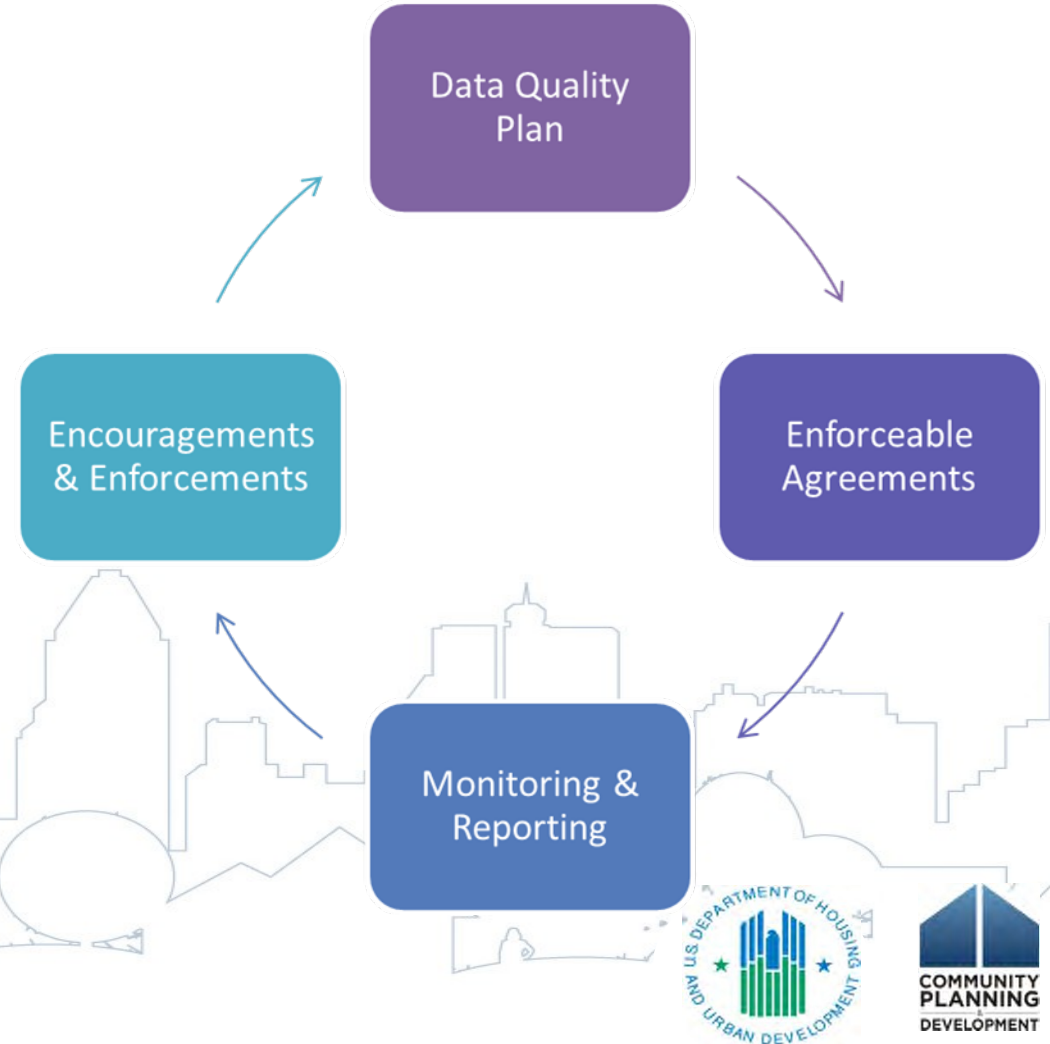 Data Quality
Plan
Encouragements
& Enforcements
Enforceable
Agreements
Monitoring &
Reporting
U.S. DEPARTMENT OF HOUSING
AND URBAN DEVELOPMENT
COMMUNITY
PLANNING
&
DEVELOPMENT